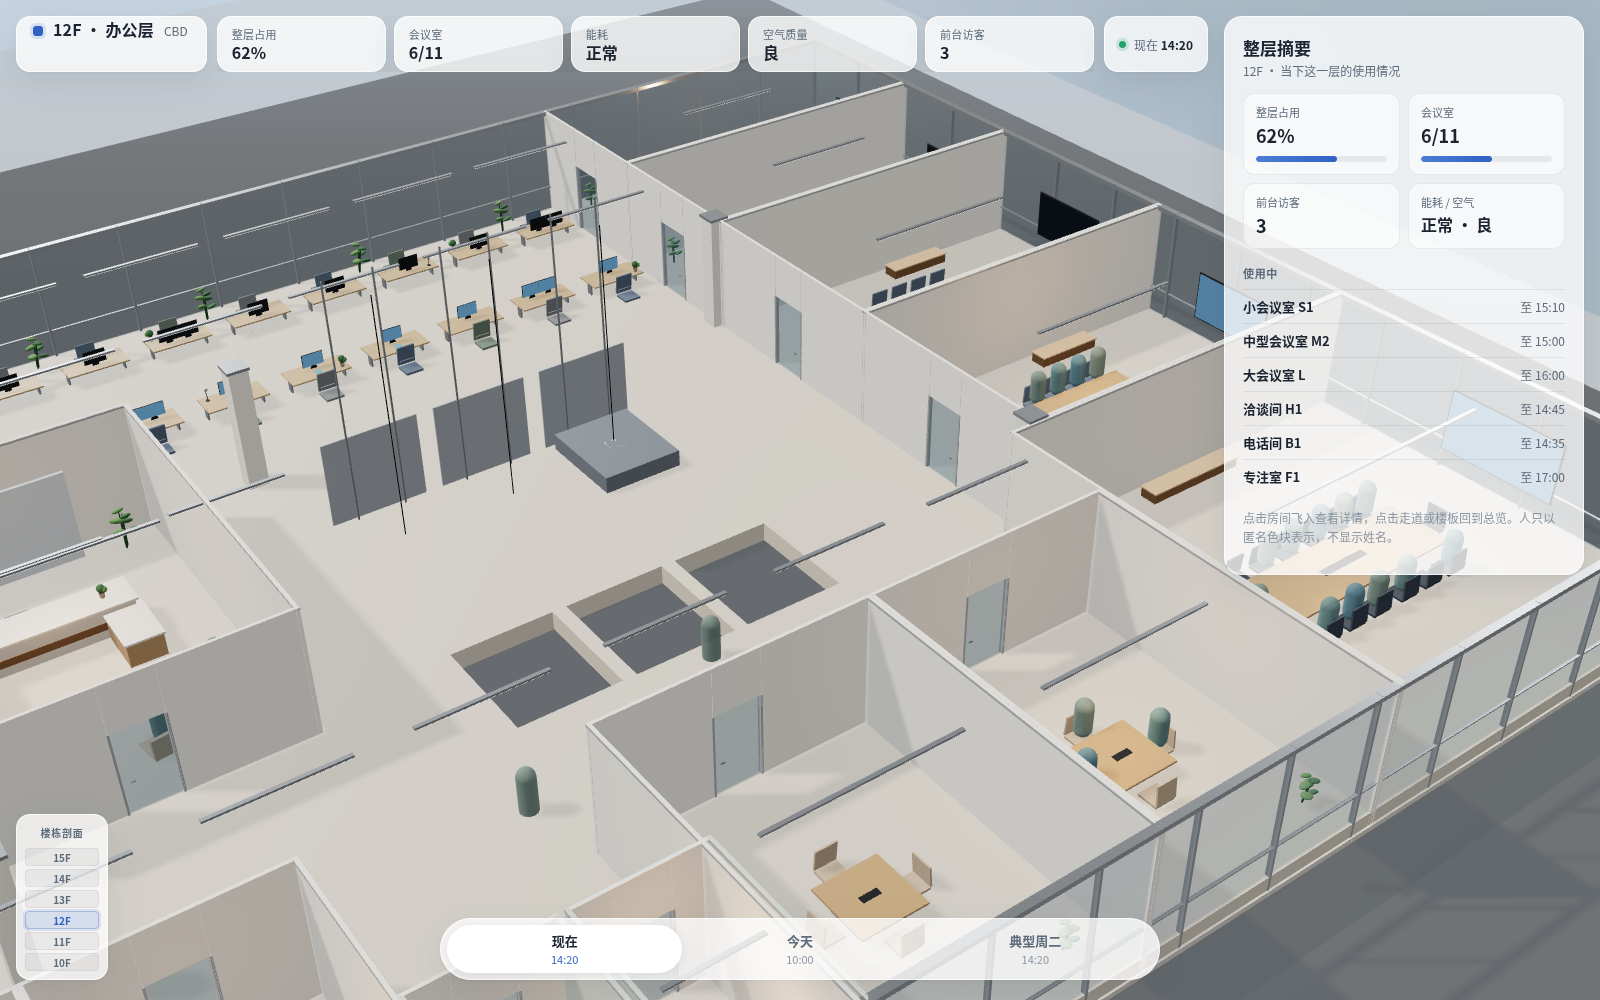 12F · 办公层 CBD
整层占用
62%
会议室
6/11
能耗
正常
空气质量
良
前台访客
3
现在 14:20
整层摘要
12F · 当下这一层的使用情况
整层占用
62%
会议室
6/11
前台访客
3
能耗 / 空气
正常 · 良
使用中
小会议室 S1 至 15:10
中型会议室 M2 至 15:00
大会议室 L 至 16:00
洽谈间 H1 至 14:45
电话间 B1 至 14:35
专注室 F1 至 17:00
点击房间飞入查看详情，点击走道或楼板回到总览。人只以
匿名色块表示，不显示姓名。
楼栋剖面
15F
14F
13F
12F
11F
10F
现在
14:20
今天
10:00
典型周二
14:20